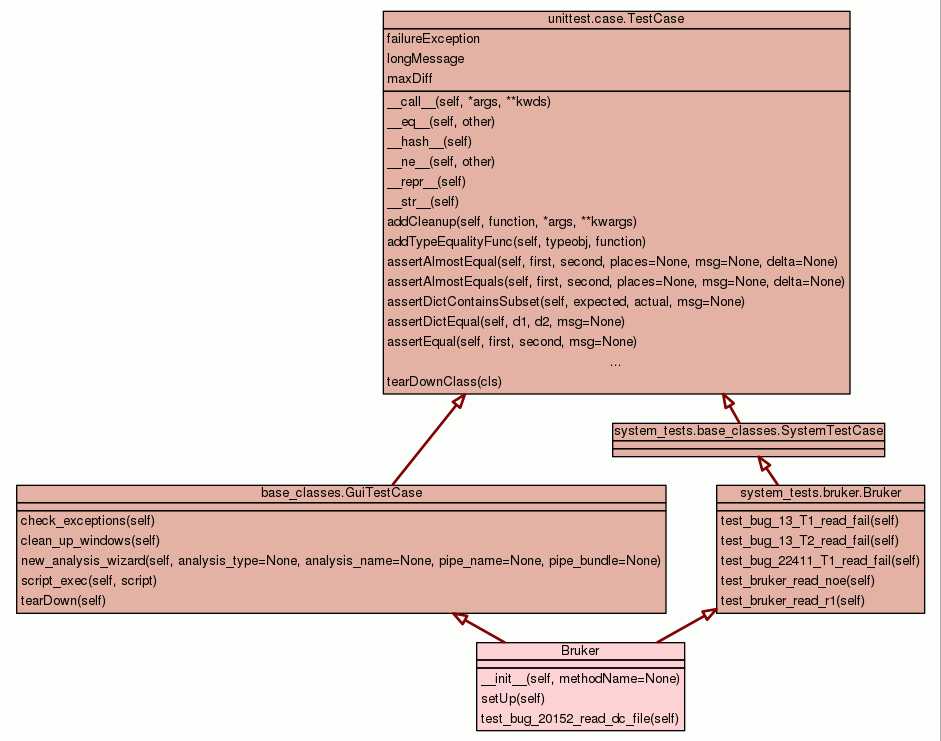 unittest.case.TestCase
failureException
longMessage
maxDiff
__call__(self, *args, **kwds)
__eq__(self, other)
__hash__(self)
__ne__(self, other)
__repr__(self)
__str__(self)
addCleanup(self, function, *args, **kwargs)
addTypeEqualityFunc(self, typeobj, function)
assertAlmostEqual(self, first, second, places=None, msg=None, delta=None)
assertAlmostEquals(self, first, second, places=None, msg=None, delta=None)
assertDictContainsSubset(self, expected, actual, msg=None)
assertDictEqual(self, d1, d2, msg=None)
assertEqual(self, first, second, msg=None)
...
tearDownClass(cls)
system_tests.base_classes.SystemTestCase
base_classes.GuiTestCase
check_exceptions(self)
clean_up_windows(self)
new_analysis_wizard(self, analysis_type=None, analysis_name=None, pipe_name=None, pipe_bundle=None)
script_exec(self, script)
tearDown(self)
system_tests.bruker.Bruker
test_bug_13_T1_read_fail(self)
test_bug_13_T2_read_fail(self)
test_bug_22411_T1_read_fail(self)
test_bruker_read_noe(self)
test_bruker_read_r1(self)
Bruker
__init__(self, methodName=None)
setUp(self)
test_bug_20152_read_dc_file(self)